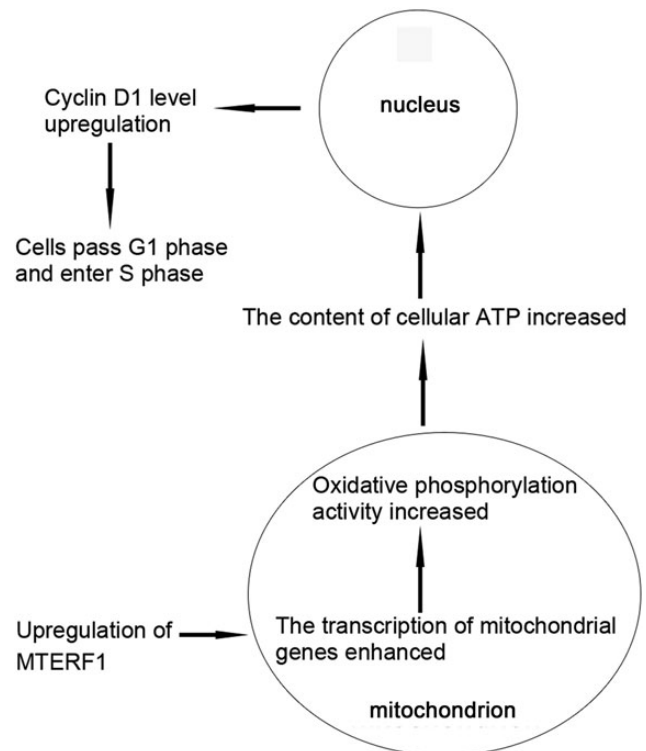 Cyclin D1 level
upregulation
nucleus
Cells pass G1 phase
and enter S phase
The content of cellular ATP increased
Oxidative phosphorylation
activity increased
Upregulation of
MTERF1
The transcription of mitochondrial
genes enhanced
mitochondrion